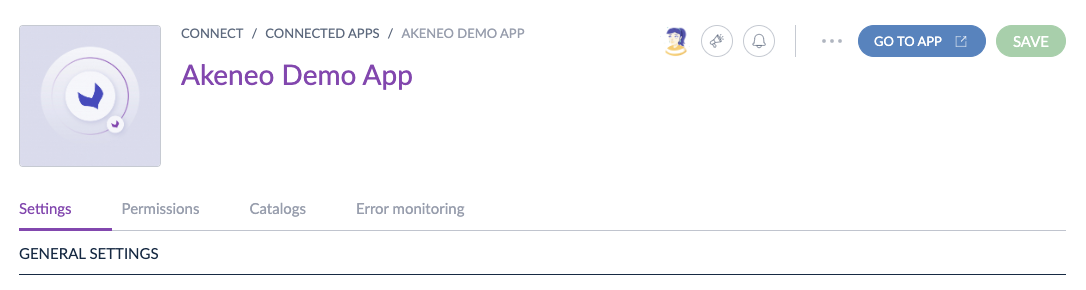 CONNECT / CONNECTED APPS / AKENEO DEMO APP
GO TO APP
SAVE
Akeneo Demo App
Settings Permissions Catalogs Error monitoring
GENERAL SETTINGS